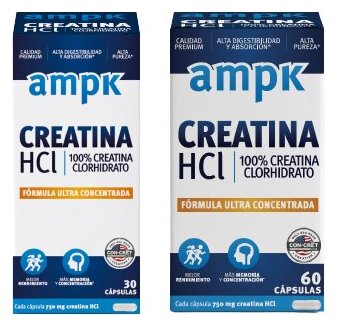 CALIDAD
PREMIUM
ALTA DIGESTIBILIDAD
Y ABSORCIÓN*
ALTA
PUREZA*
ampk
CREATINA
HCl
100% CREATINA
CLORHIDRATO
FÓRMULA ULTRA CONCENTRADA
CON-CRĒT
MEJOR
RENDIMIENTO
MÁS MEMORIA
Y CONCENTRACIÓN*
30
CÁPSULAS
Cada cápsula 750 mg creatina HCl
CALIDAD
PREMIUM
ALTA DIGESTIBILIDAD
Y ABSORCIÓN*
ALTA
PUREZA*
ampk
CREATINA
HCl
100% CREATINA
CLORHIDRATO
FÓRMULA ULTRA CONCENTRADA
CON-CRĒT
MEJOR
RENDIMIENTO
MÁS MEMORIA
Y CONCENTRACIÓN*
60
CÁPSULAS
Cada cápsula 750 mg creatina HCl